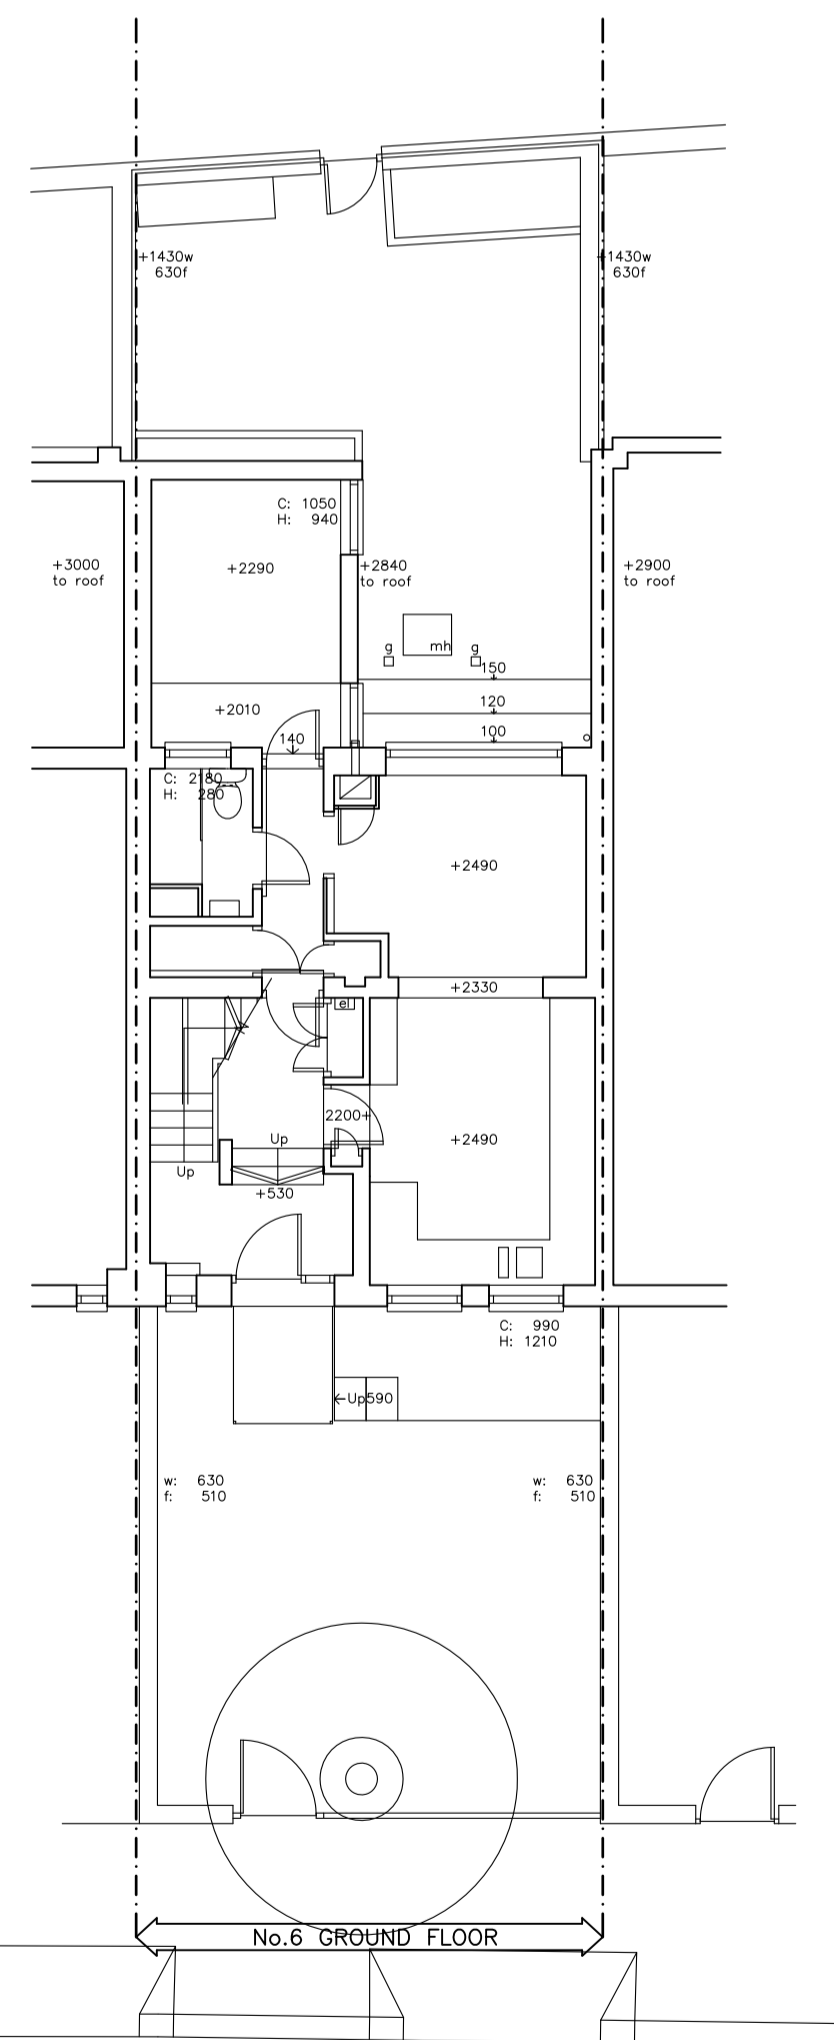 +1430w
630f
+1430w
630f
C: 1050
H: 940
+3000
to roof
+2290
+2840
to roof
+2900
to roof
g
mh
g
150
+2010
120
140
100
C: 2180
H: 280
+2490
+2330
el
2200+
+2490
Up
Up
+530
C: 990
H: 1210
←Up590
w: 630
f: 510
w: 630
f: 510
No.6 GROUND FLOOR